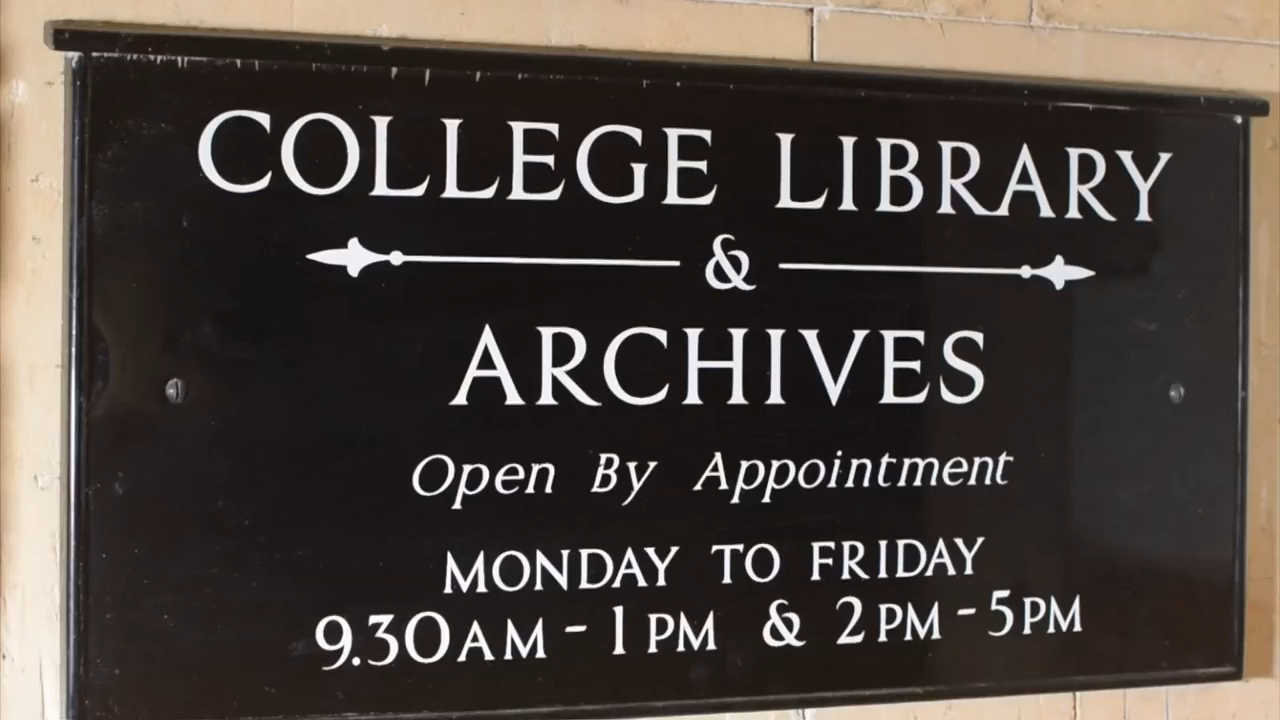 COLLEGE LIBRARY
&
ARCHIVES
Open By Appointment
MONDAY TO FRIDAY
9.30AM - 1PM & 2PM - 5PM